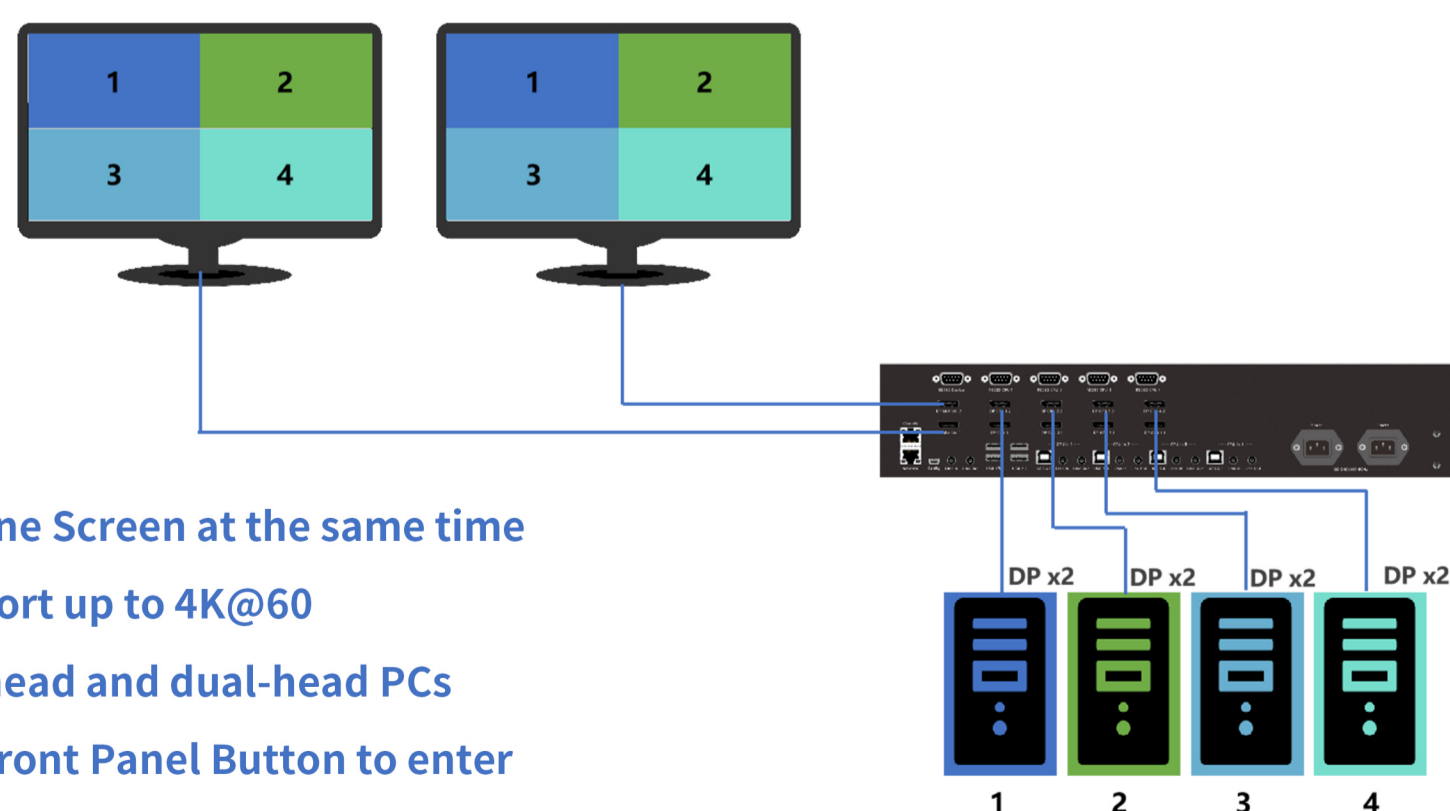 1 2
3 4
1 2
3 4
ne Screen at the same time
ort up to 4K@60
head and dual-head PCs
ront Panel Button to enter
DP x2 DP x2 DP x2 DP x2
1 2 3 4